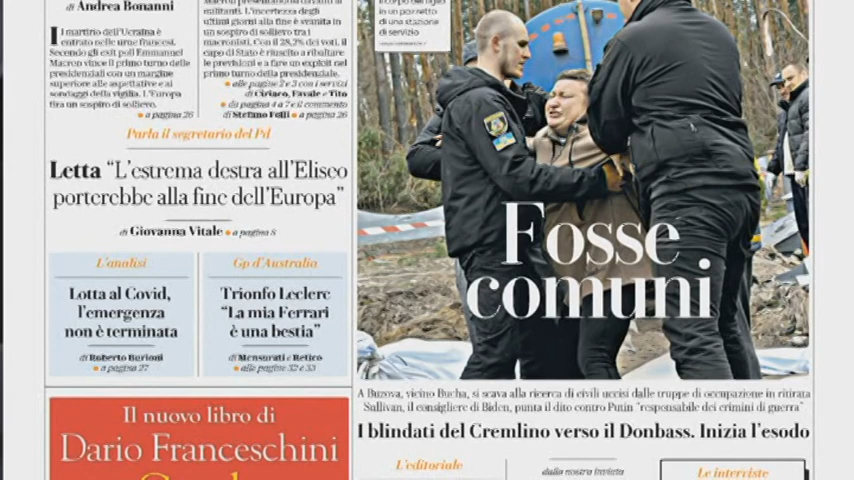 di Andrea Bonanni
Il martirio dell'Ucraina è
entrato nelle urne francesi.
Secondo gli exit poll Emmanuel
Macron vince il primo turno delle
presidenziali con un margine
superiore alle aspettative e ai
sondaggi della vigilia. L'Europa
tira un sospiro di sollievo.
a pagina 26
militanti. L'incertezza degli
ultimi giorni alla fine è svanita in
un sospiro di sollievo tra i
macronisti. Con il 28,2% dei voti, il
capo di Stato è riuscito a ribaltare
le previsioni e a fare un exploit nel
primo turno della presidenziale.
alle pagine 2 e 3 con i servizi
di Ciriaco, Favale e Tito
da pagina 4 a 7 e il commento
di Stefano Folli a pagina 26
Parla il segretario del Pd
Letta "L'estrema destra all'Eliseo
porterebbe alla fine dell'Europa"
di Giovanna Vitale a pagina 8
L'analisi
Lotta al Covid,
l'emergenza
non è terminata
di Roberto Burioni
a pagina 27
Gp d'Australia
Trionfo Leclerc
"La mia Ferrari
è una bestia"
di Mensurati e Retico
alle pagine 32 e 33
Il nuovo libro di
Dario Franceschini
in un pozzetto
di una stazione
di servizio
Fosse
comuni
A Buzova, vicino Bucha, si scava alla ricerca di civili uccisi dalle truppe di occupazione in ritirata
Sullivan, il consigliere di Biden, punta il dito contro Putin "responsabile dei crimini di guerra"
I blindati del Cremlino verso il Donbass. Inizia l'esodo
L'editoriale
dalla nostra inviata
Le interviste